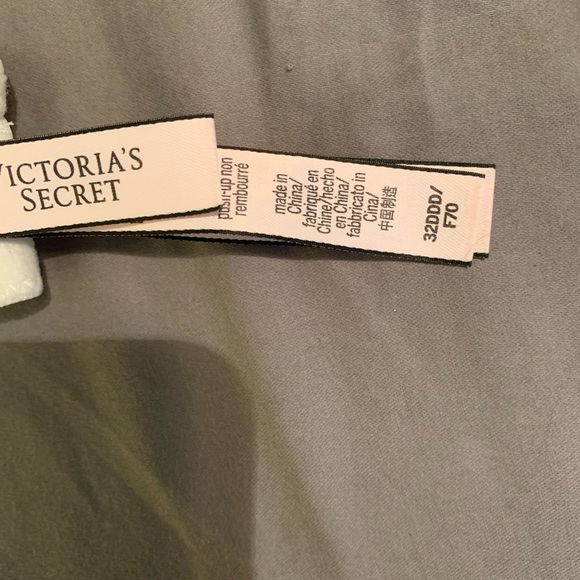 VICTORIA'S
SECRET
push-up non
rembourré
made in
China/
fabriqué en
Chine/hecho
en China/
fabbricato in
Cina/
中国制造
32DDD/
F70